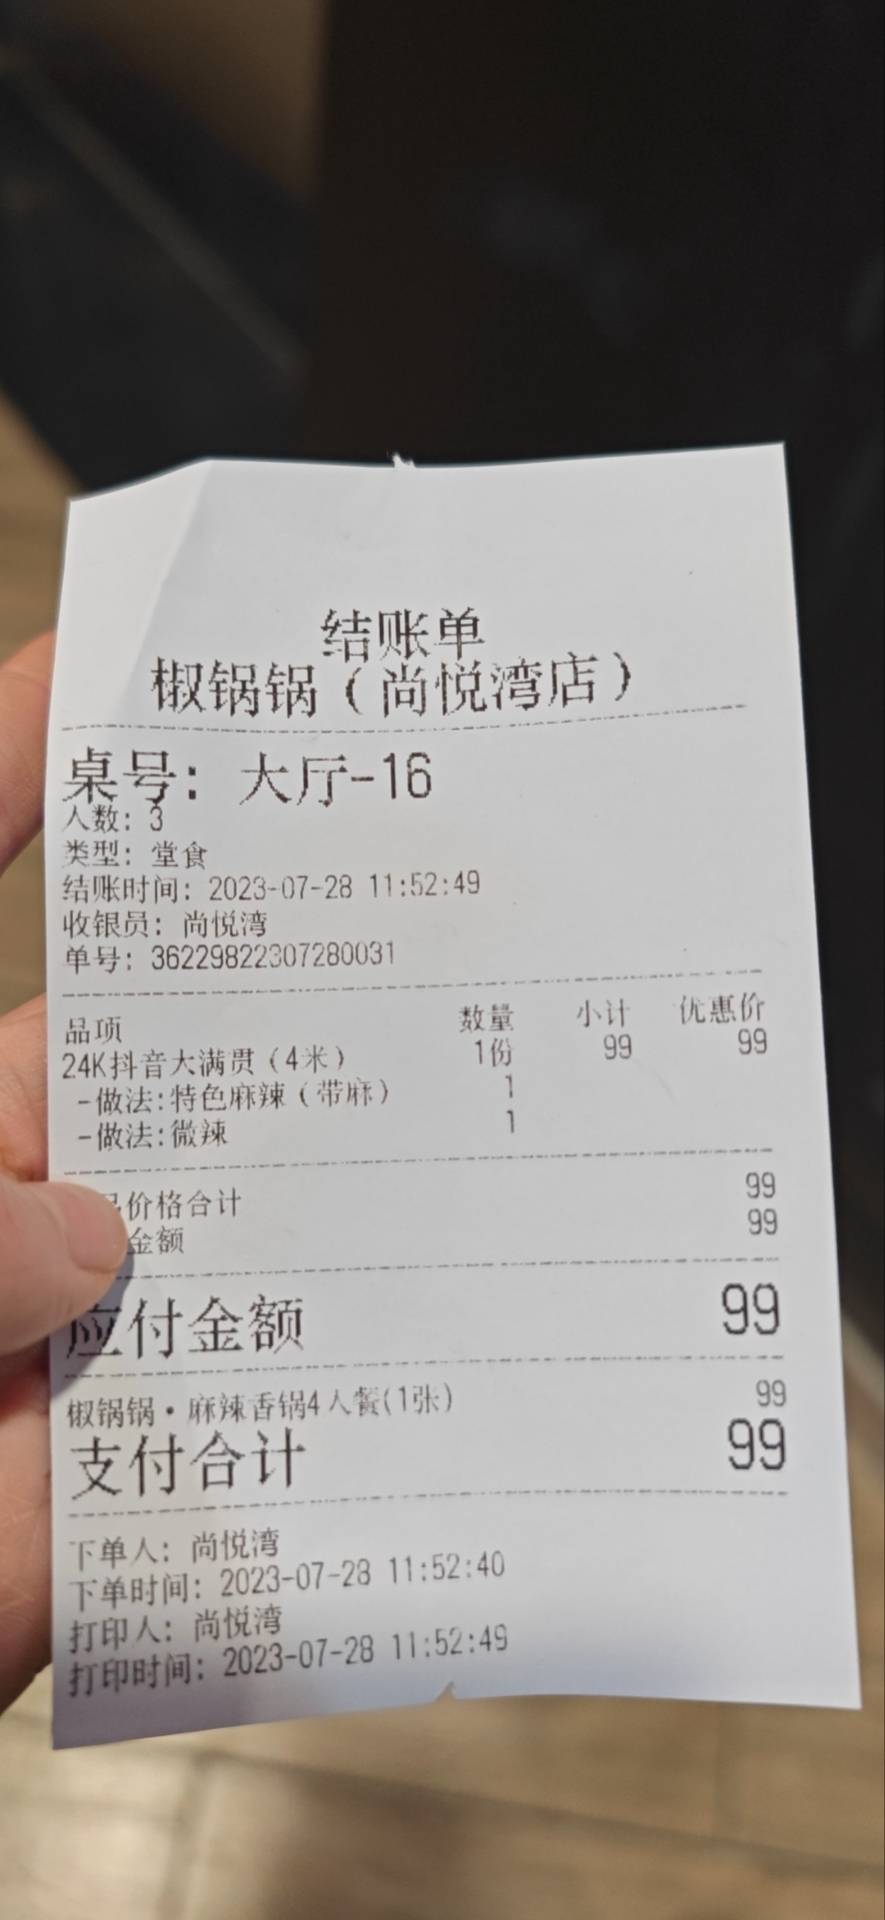 结账单
椒锅锅（尚悦湾店）
桌号：大厅-16
人数：3
类型：堂食
结账时间：2023-07-28 11:52:49
收银员：尚悦湾
单号：36229822307280031
品项 数量 小计 优惠价
24K抖音大满贯（4米） 1份 99 99
-做法:特色麻辣（带麻） 1
-做法:微辣 1
价格合计 99
金额 99
应付金额 99
椒锅锅·麻辣香锅4人餐(1张) 99
支付合计 99
下单人：尚悦湾
下单时间：2023-07-28 11:52:40
打印人：尚悦湾
打印时间：2023-07-28 11:52:49